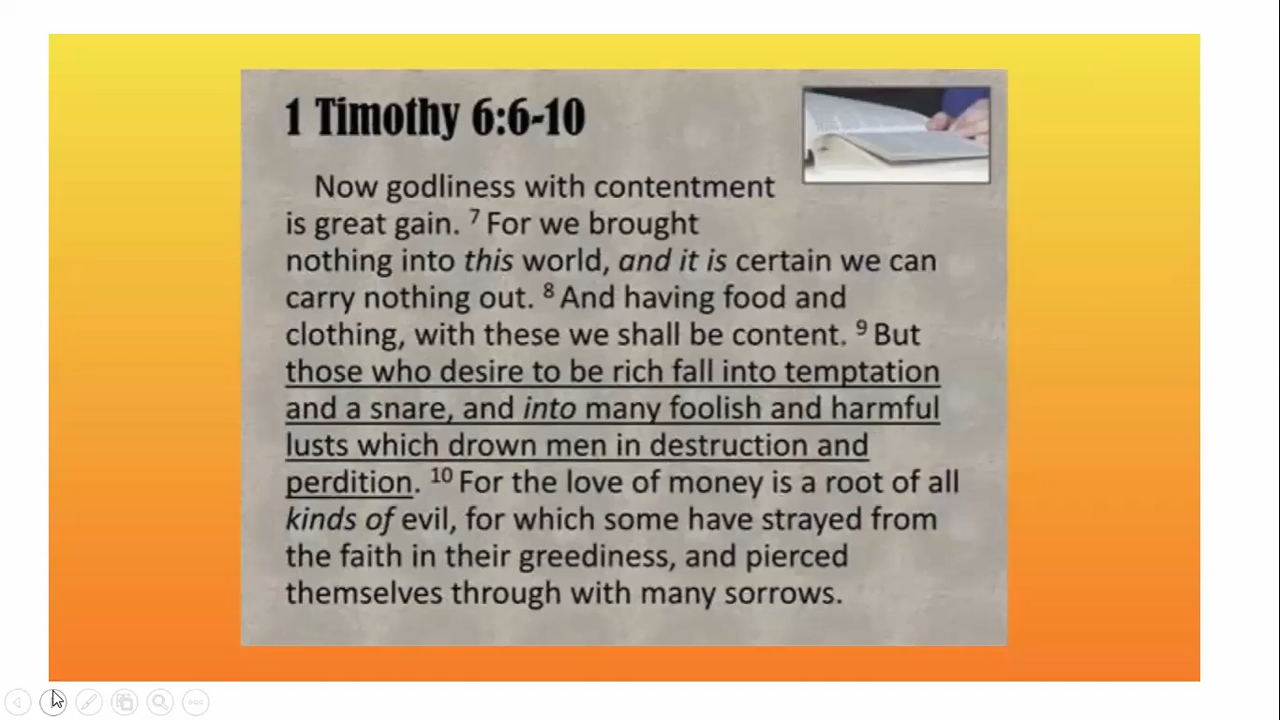 1 Timothy 6:6-10
Now godliness with contentment
is great gain. 7 For we brought
nothing into this world, and it is certain we can
carry nothing out. 8 And having food and
clothing, with these we shall be content. 9 But
those who desire to be rich fall into temptation
and a snare, and into many foolish and harmful
lusts which drown men in destruction and
perdition. 10 For the love of money is a root of all
kinds of evil, for which some have strayed from
the faith in their greediness, and pierced
themselves through with many sorrows.